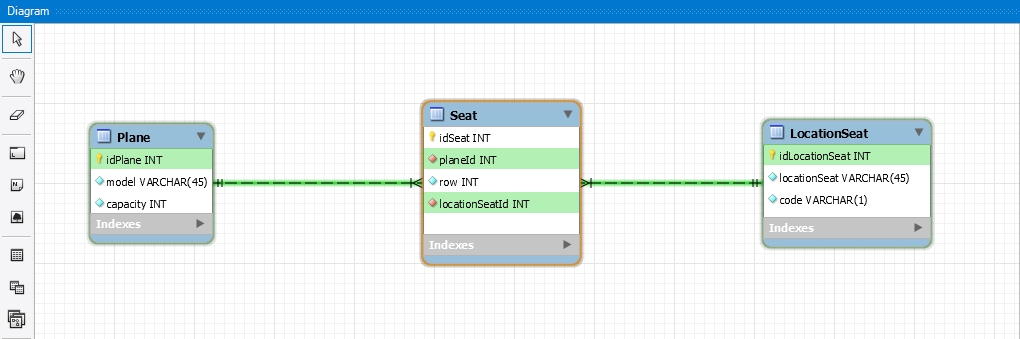 Diagram
Plane
idPlane INT
model VARCHAR(45)
capacity INT
Indexes
Seat
idSeat INT
planeId INT
row INT
locationSeatId INT
Indexes
LocationSeat
idLocationSeat INT
locationSeat VARCHAR(45)
code VARCHAR(1)
Indexes